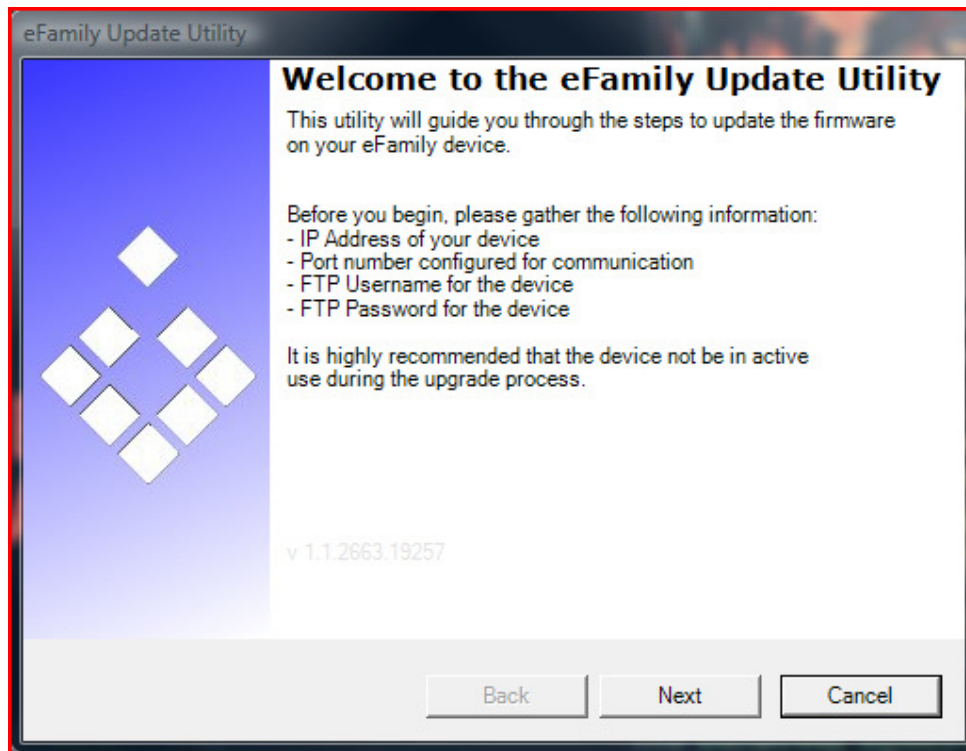 eFamily Update Utility
Welcome to the eFamily Update Utility
This utility will guide you through the steps to update the firmware
on your eFamily device.
Before you begin, please gather the following information:
- IP Address of your device
- Port number configured for communication
- FTP Username for the device
- FTP Password for the device
It is highly recommended that the device not be in active
use during the upgrade process.
v 1.1.2663.19257
Back
Next
Cancel